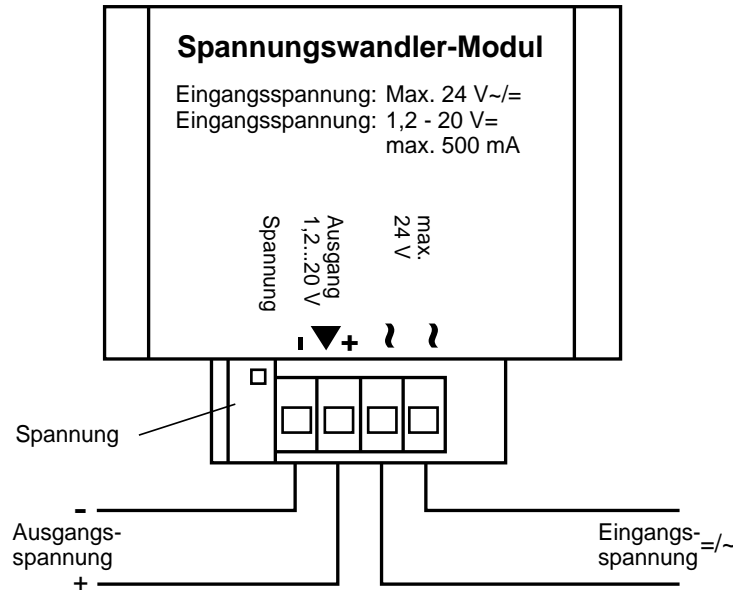 Spannungswandler-Modul
Eingangsspannung: Max. 24 V~/=
Eingangsspannung: 1,2 - 20 V=
max. 500 mA
Spannung
Ausgang
1,2...20 V
max.
24 V
- + ~ ~
Spannung
-
Ausgangs-
spannung
+
Eingangs-
spannung =/~